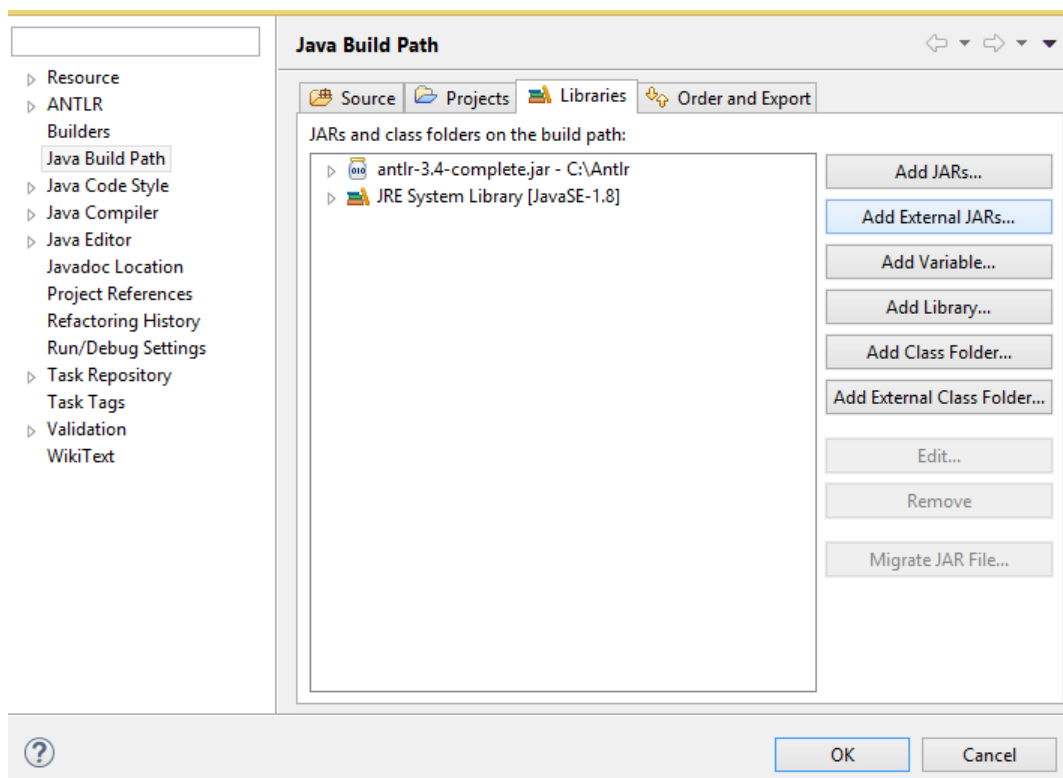 Java Build Path
Resource
ANTLR
Builders
Java Build Path
Java Code Style
Java Compiler
Java Editor
Javadoc Location
Project References
Refactoring History
Run/Debug Settings
Task Repository
Task Tags
Validation
WikiText
Source Projects Libraries Order and Export
JARs and class folders on the build path:
antlr-3.4-complete.jar - C:\Antlr
JRE System Library [JavaSE-1.8]
Add JARs...
Add External JARs...
Add Variable...
Add Library...
Add Class Folder...
Add External Class Folder...
Edit...
Remove
Migrate JAR File...
?
OK
Cancel